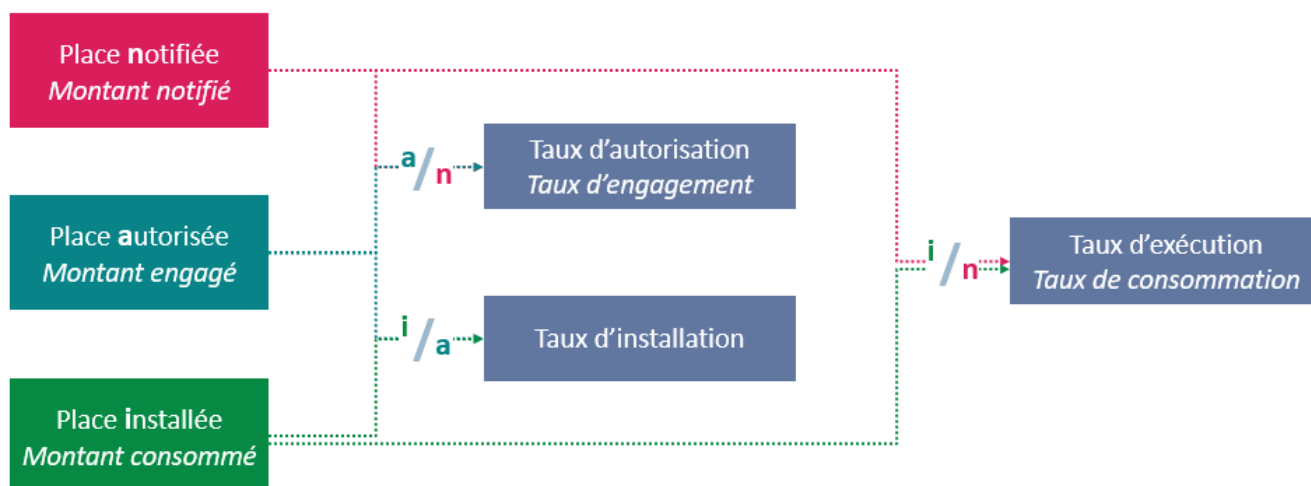 Place notifiée
Montant notifié
a/n
Taux d’autorisation
Taux d’engagement
Place autorisée
Montant engagé
i/n
Taux d’exécution
Taux de consommation
i/a
Taux d’installation
Place installée
Montant consommé